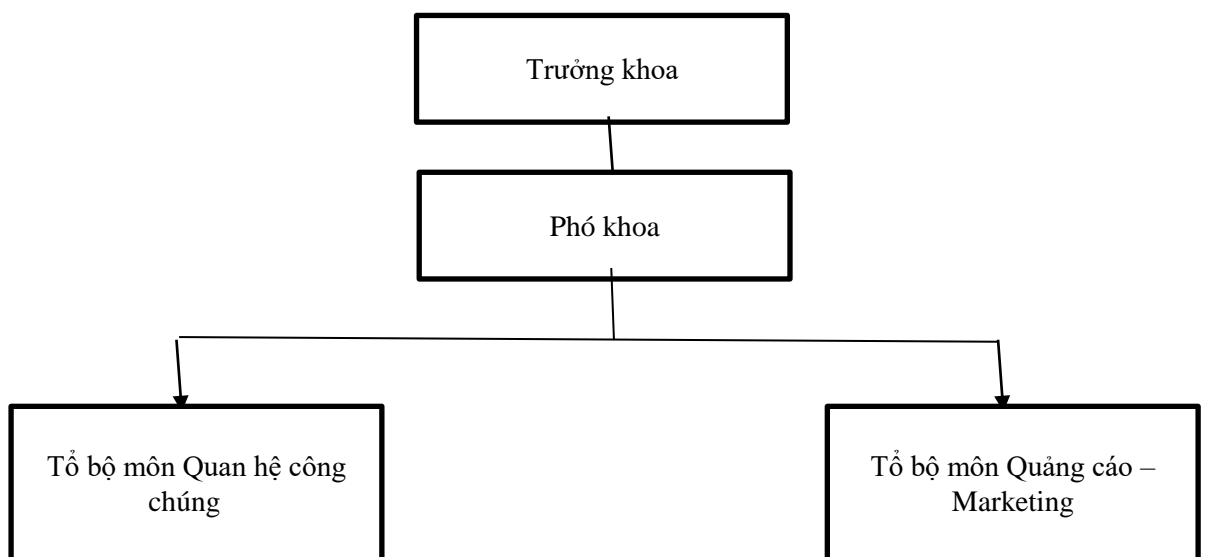 Trưởng khoa
Phó khoa
Tổ bộ môn Quan hệ công
chúng
Tổ bộ môn Quảng cáo –
Marketing